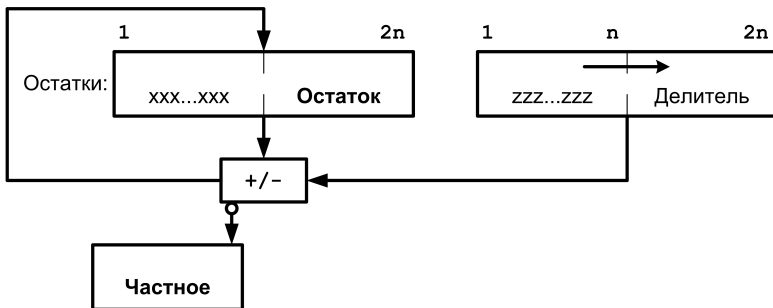 1 2n 1 n 2n
Остатки: xxx...xxx Остаток zzz...zzz Делитель
+/-
Частное